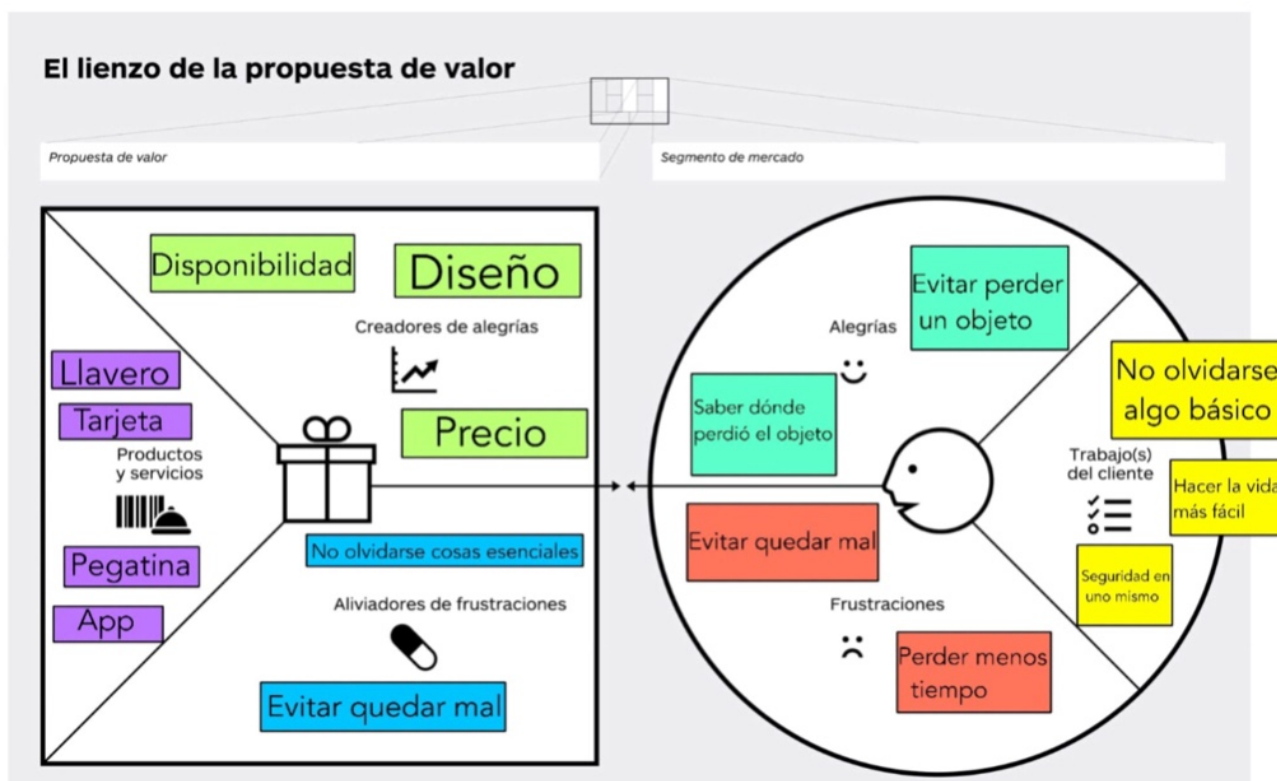 El lienzo de la propuesta de valor
Propuesta de valor
Segmento de mercado
Disponibilidad
Diseño
Creadores de alegrías
Precio
Llavero
Tarjeta
Productos
y servicios
Pegatina
App
No olvidarse cosas esenciales
Aliviadores de frustraciones
Evitar quedar mal
Evitar perder
un objeto
Alegrías
Saber dónde
perdió el objeto
No olvidarse
algo básico
Trabajo(s)
del cliente
Hacer la vida
más fácil
Seguridad en
uno mismo
Evitar quedar mal
Frustraciones
Perder menos
tiempo